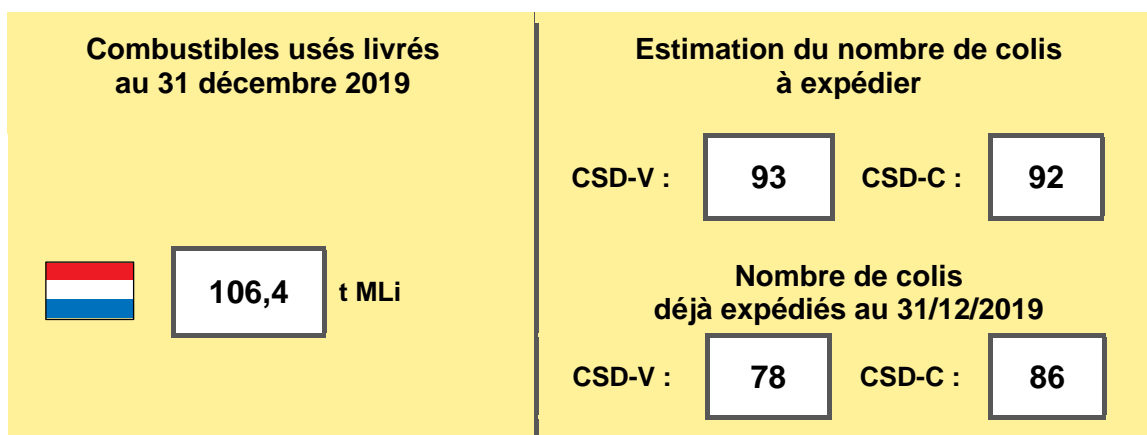 Combustibles usés livrés
au 31 décembre 2019
106,4 t MLi
Estimation du nombre de colis
à expédier
CSD-V : 93 CSD-C : 92
Nombre de colis
déjà expédiés au 31/12/2019
CSD-V : 78 CSD-C : 86